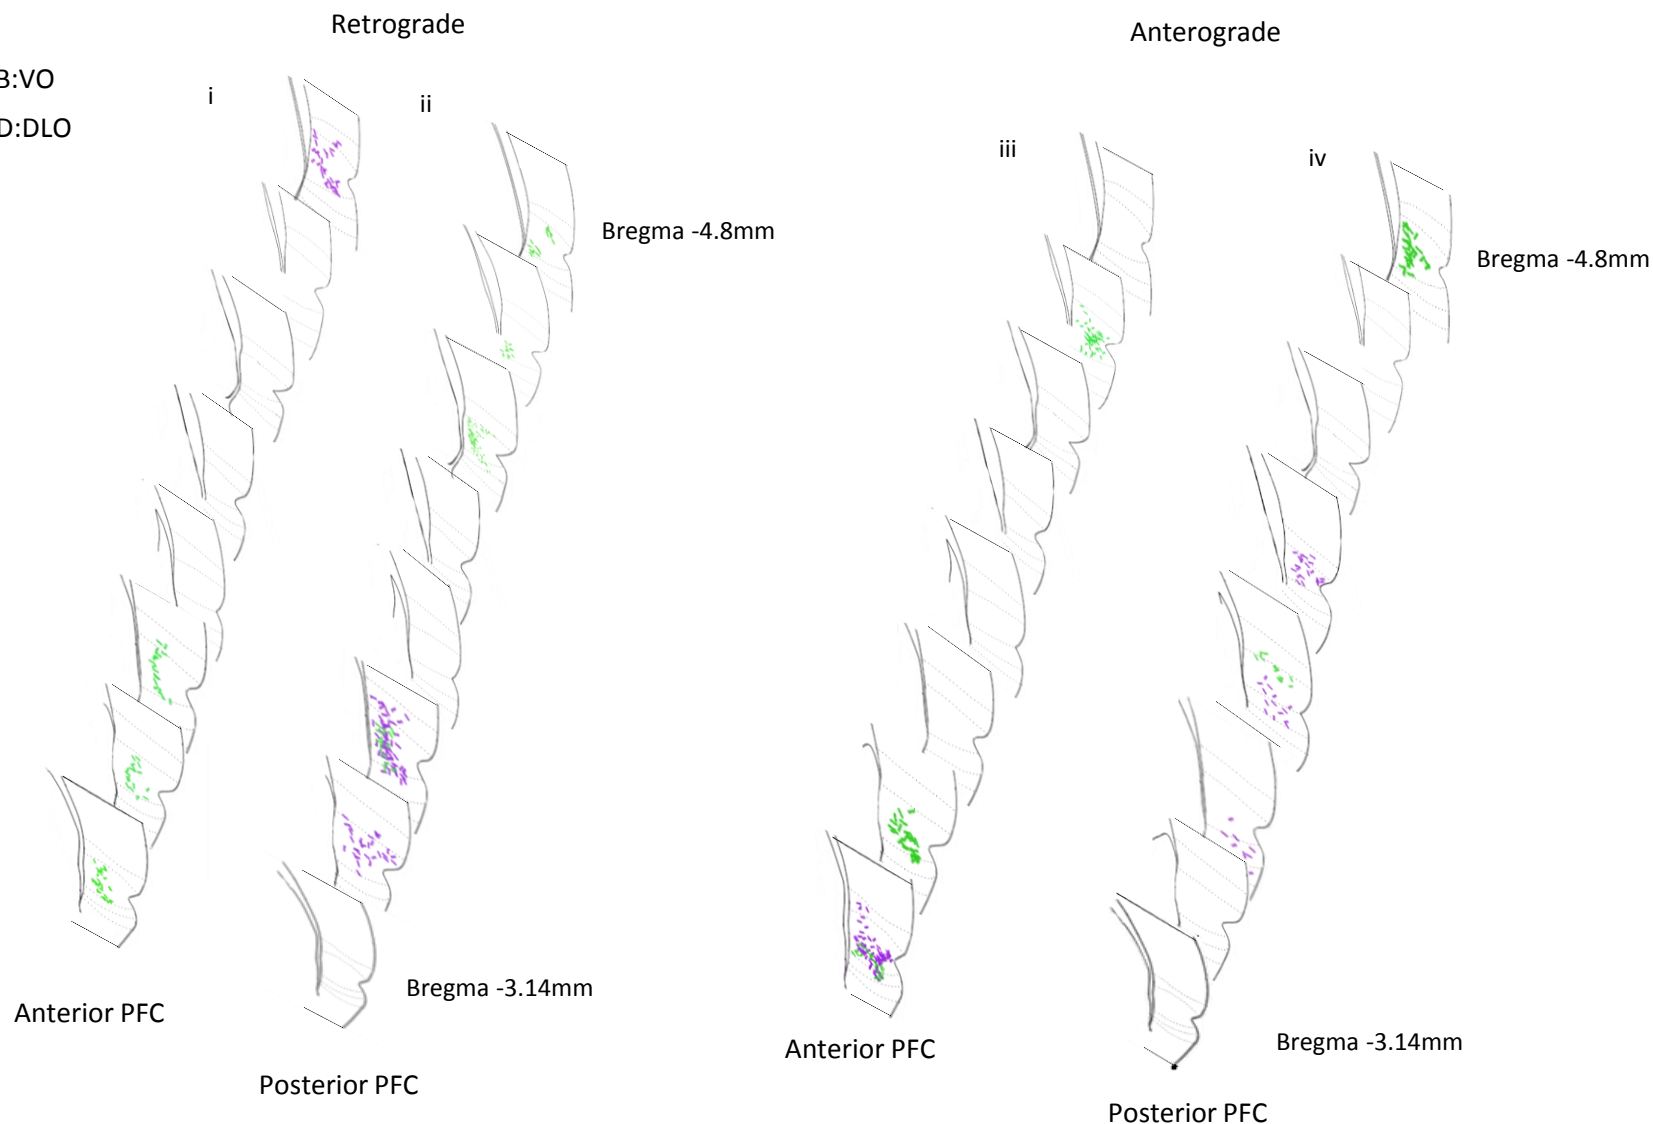 Retrograde
Anterograde
B:VO
D:DLO
i
ii
iii
iv
Bregma -4.8mm
Bregma -4.8mm
Bregma -3.14mm
Anterior PFC
Posterior PFC
Bregma -3.14mm
Anterior PFC
Posterior PFC